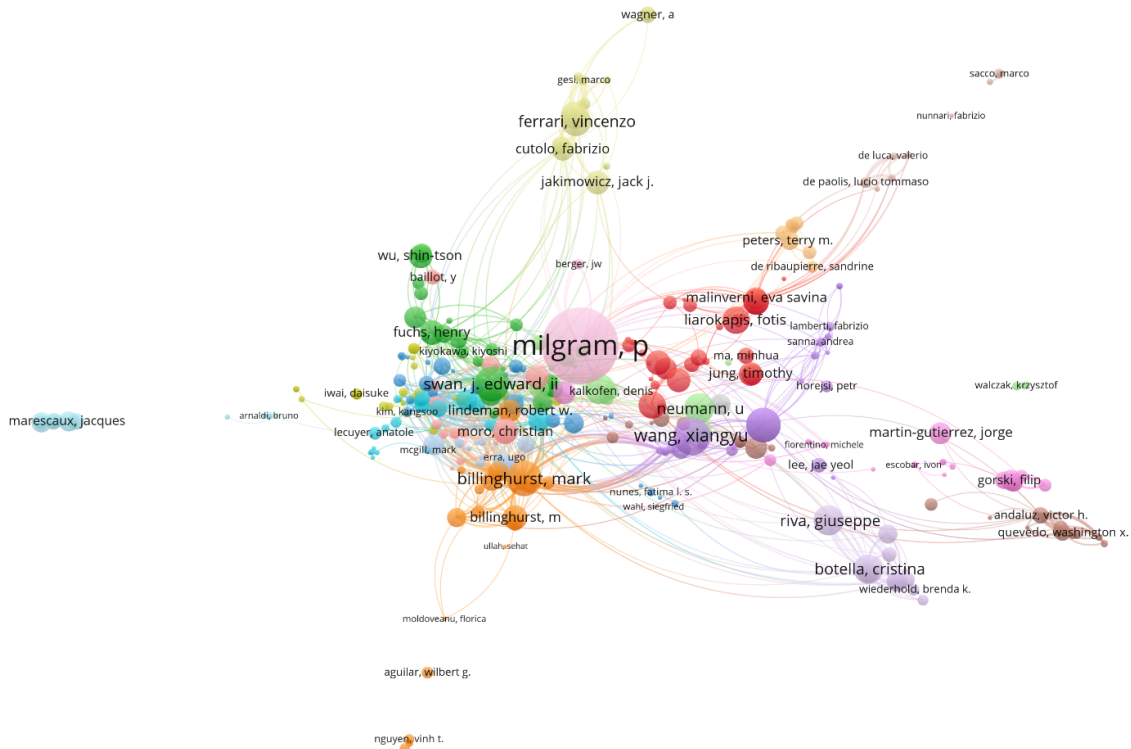 wagner, a
sacco, marco
gesi, marco
nunnari, fabrizio
ferrari, vincenzo
cutolo, fabrizio
de luca, valerio
jakimowicz, jack j.
de paolis, lucio tommaso
peters, terry m.
wu, shin-tson
berger, jw
de ribaupierre, sandrine
baillot, y
malinverni, eva savina
liarokapis, fotis
lamberti, fabrizio
fuchs, henry
sanna, andrea
milgram, p
kiyokawa, kiyoshi
ma, minhua
jung, timothy
swan, j. edward, ii
kalkofen, denis
horejsi, petr
walczak, krzysztof
iwai, daisuke
kim, kangsoo
lindeman, robert w.
neumann, u
arnaldi, bruno
marescaux, jacques
lecuyer, anatole
moro, christian
wang, xiangyu
martin-gutierrez, jorge
fiorentino, michele
mcgill, mark
erra, ugo
lee, jae yeol
escobar, ivon
billinghurst, mark
gorski, filip
nunes, fatima l. s.
wahl, siegfried
billinghurst, m
riva, giuseppe
andaluz, victor h.
quevedo, washington x.
ullah, sehat
botella, cristina
wiederhold, brenda k.
moldoveanu, florica
aguilar, wilbert g.
nguyen, vinh t.